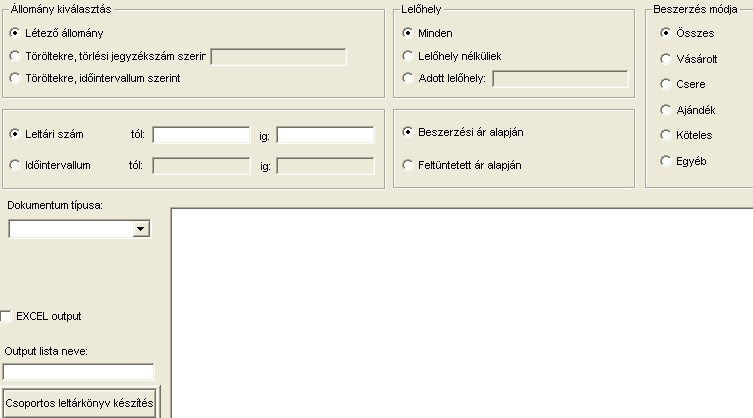 Állomány kiválasztás
Létező állomány
Töröltekre, törlési jegyzékszám szerin
Töröltekre, időintervallum szerint
Lelőhely
Minden
Lelőhely nélküliek
Adott lelőhely:
Beszerzés módja
Összes
Vásárolt
Csere
Ajándék
Köteles
Egyéb
Leltári szám tól: ig:
Időintervallum tól: ig:
Beszerzési ár alapján
Feltüntetett ár alapján
Dokumentum típusa:
EXCEL output
Output lista neve:
Csoportos leltárkönyv készítés